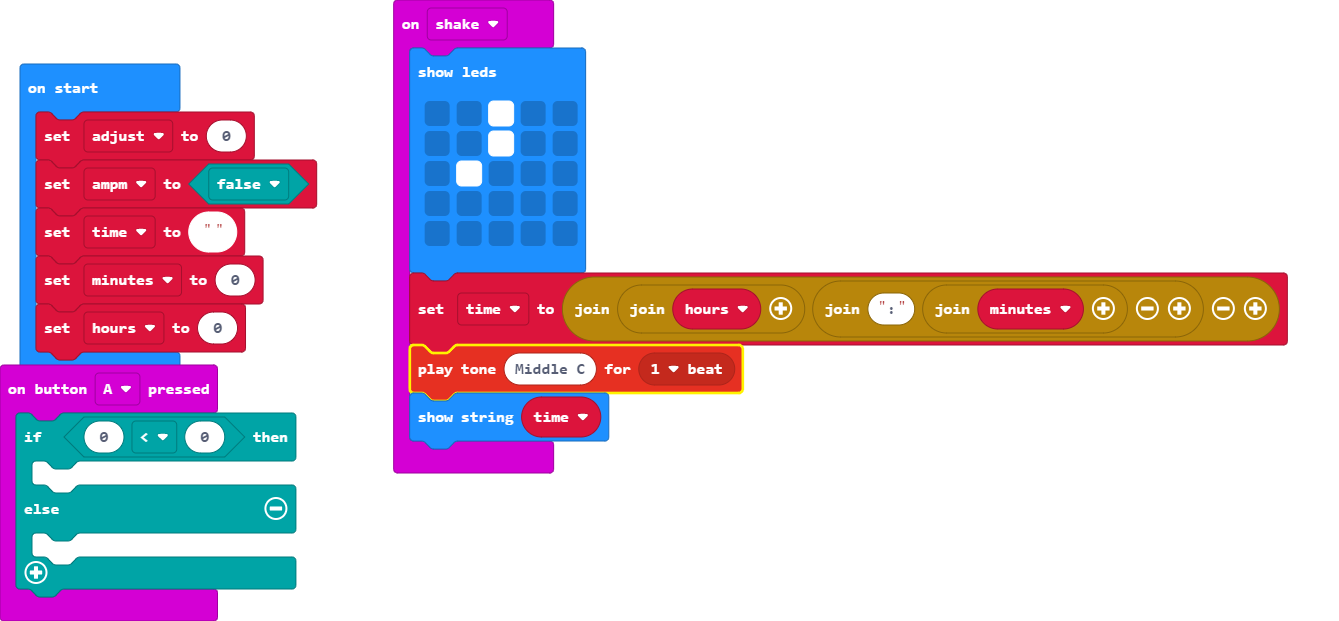 on start
set adjust to 0
set ampm to false
set time to " "
set minutes to 0
set hours to 0
on button A pressed
if 0 < 0 then
else
on shake
show leds
set time to join join hours join ":" join minutes
play tone Middle C for 1 beat
show string time